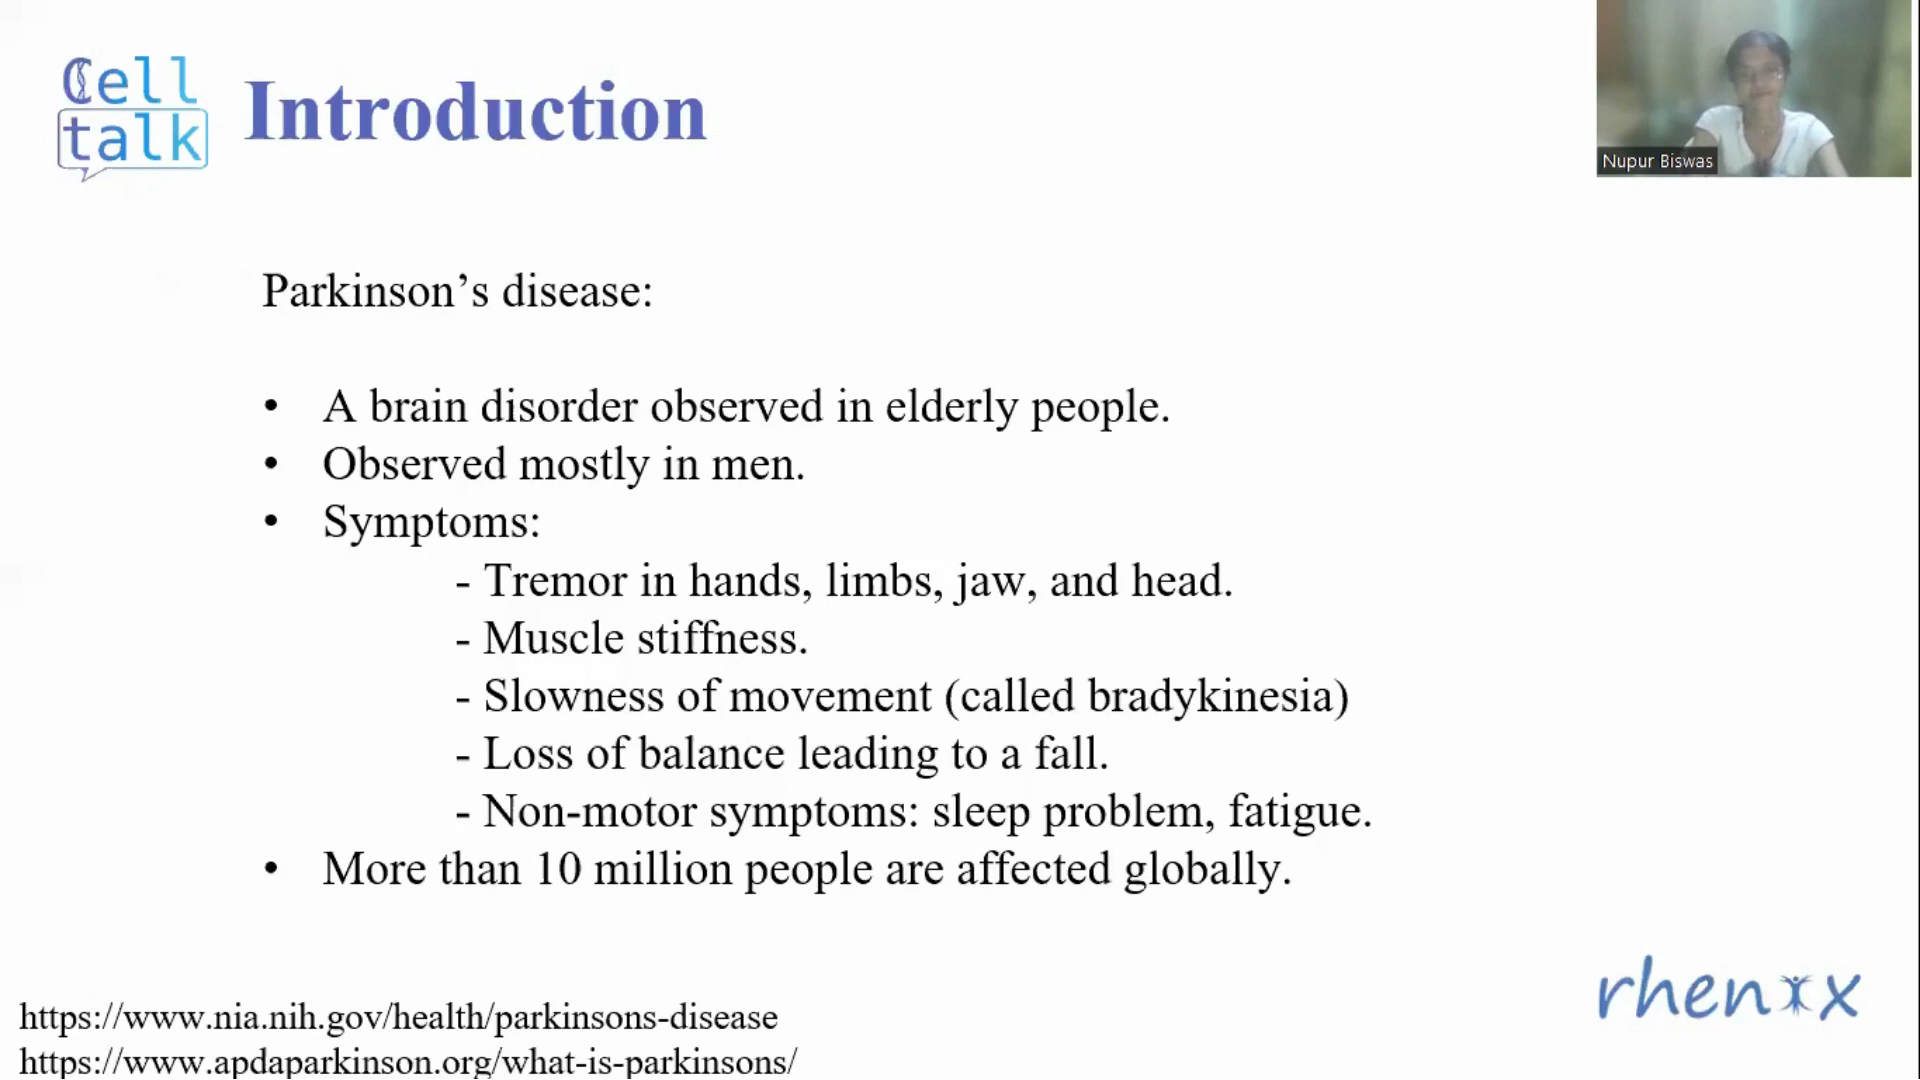 Cell
talk
Introduction
Nupur Biswas
Parkinson’s disease:
• A brain disorder observed in elderly people.
• Observed mostly in men.
• Symptoms:
- Tremor in hands, limbs, jaw, and head.
- Muscle stiffness.
- Slowness of movement (called bradykinesia)
- Loss of balance leading to a fall.
- Non-motor symptoms: sleep problem, fatigue.
• More than 10 million people are affected globally.
rhenix
https://www.nia.nih.gov/health/parkinsons-disease
https://www.apdaparkinson.org/what-is-parkinsons/